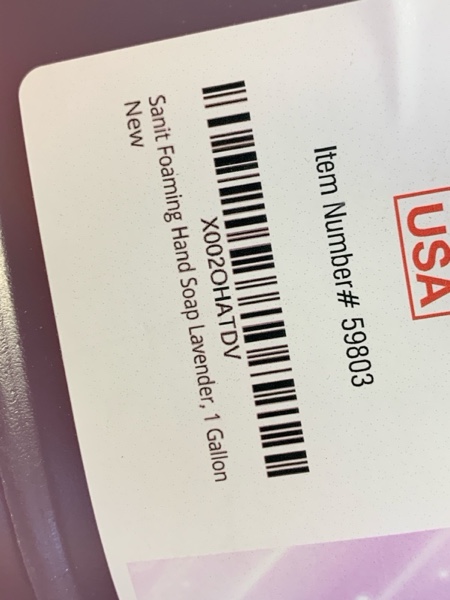 USA
Item Number# 59803
X002OHATDV
Sanit Foaming Hand Soap Lavender, 1 Gallon
New